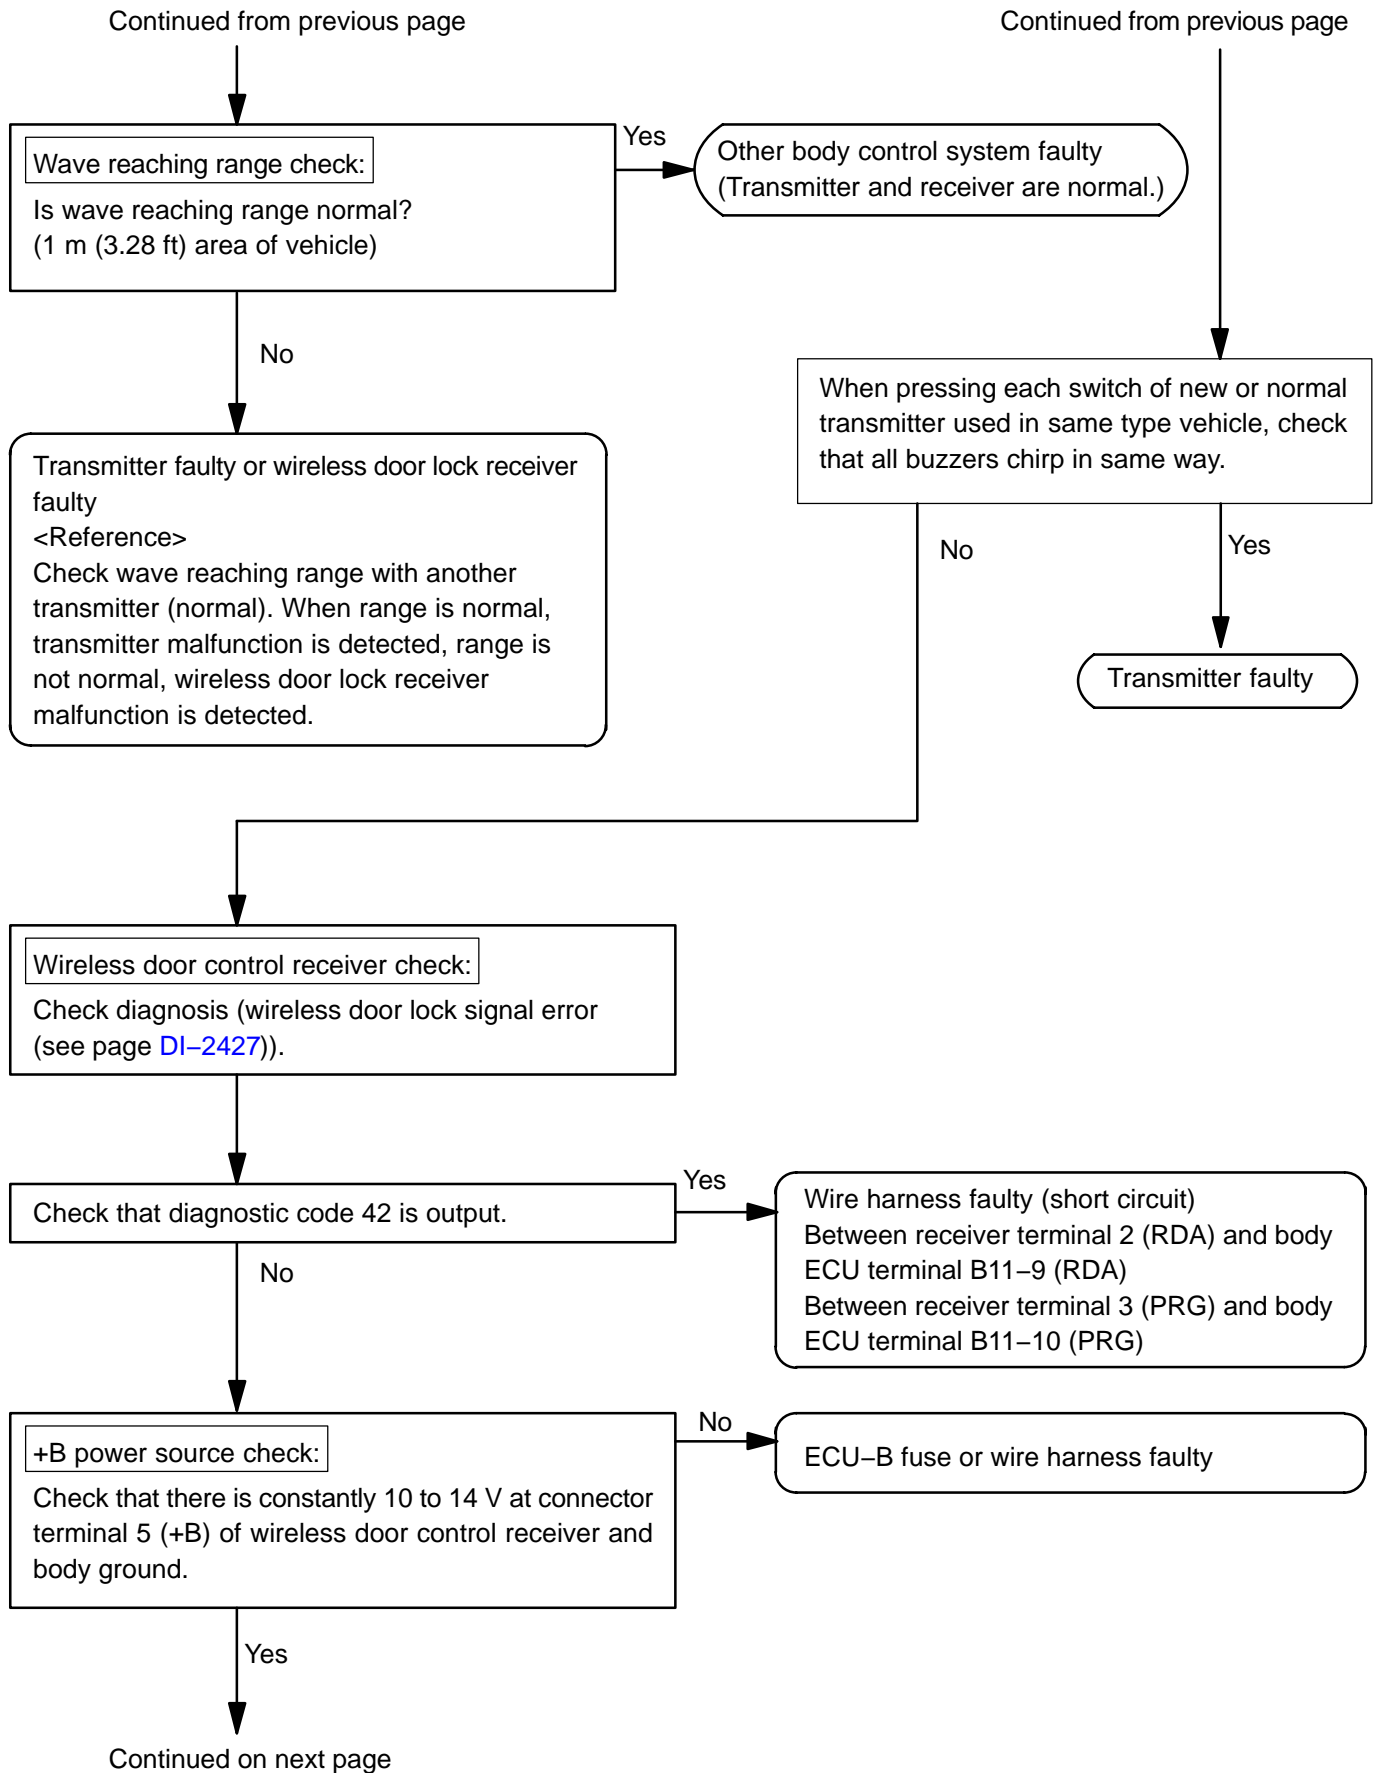 Continued from previous page
Continued from previous page
Wave reaching range check:
Is wave reaching range normal?
(1 m (3.28 ft) area of vehicle)
Yes
Other body control system faulty
(Transmitter and receiver are normal.)
No
When pressing each switch of new or normal
transmitter used in same type vehicle, check
that all buzzers chirp in same way.
Transmitter faulty or wireless door lock receiver
faulty
<Reference>
Check wave reaching range with another
transmitter (normal). When range is normal,
transmitter malfunction is detected, range is
not normal, wireless door lock receiver
malfunction is detected.
No
Yes
Transmitter faulty
Wireless door control receiver check:
Check diagnosis (wireless door lock signal error
(see page DI−2427)).
Check that diagnostic code 42 is output.
Yes
Wire harness faulty (short circuit)
Between receiver terminal 2 (RDA) and body
ECU terminal B11−9 (RDA)
Between receiver terminal 3 (PRG) and body
ECU terminal B11−10 (PRG)
No
+B power source check:
Check that there is constantly 10 to 14 V at connector
terminal 5 (+B) of wireless door control receiver and
body ground.
No
ECU−B fuse or wire harness faulty
Yes
Continued on next page